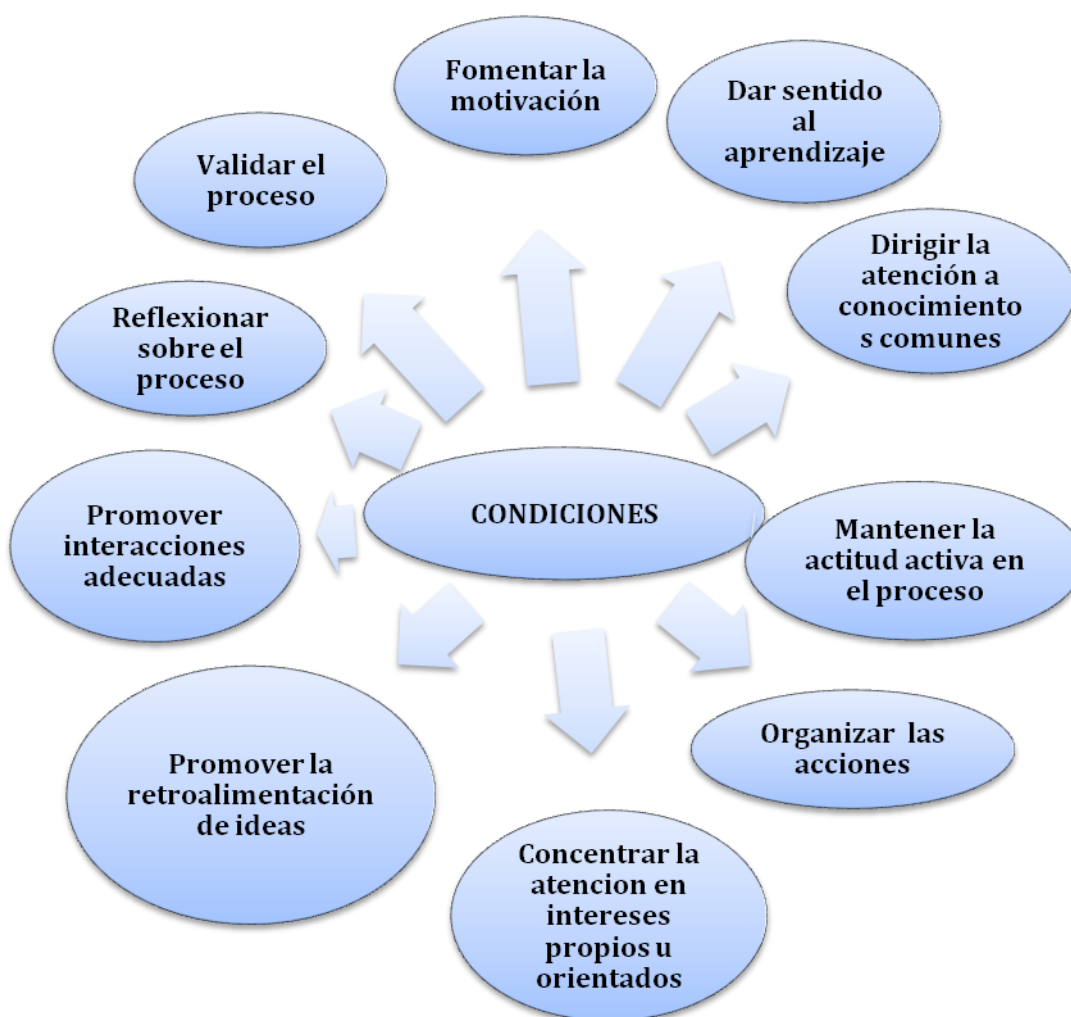 Fomentar la
motivación
Dar sentido
al
aprendizaje
Validar el
proceso
Dirigir la
atención a
conocimiento
s comunes
Reflexionar
sobre el
proceso
Promover
interacciones
adecuadas
CONDICIONES
Mantener la
actitud activa en
el proceso
Promover la
retroalimentación
de ideas
Organizar las
acciones
Concentrar la
atencion en
intereses
propios u
orientados